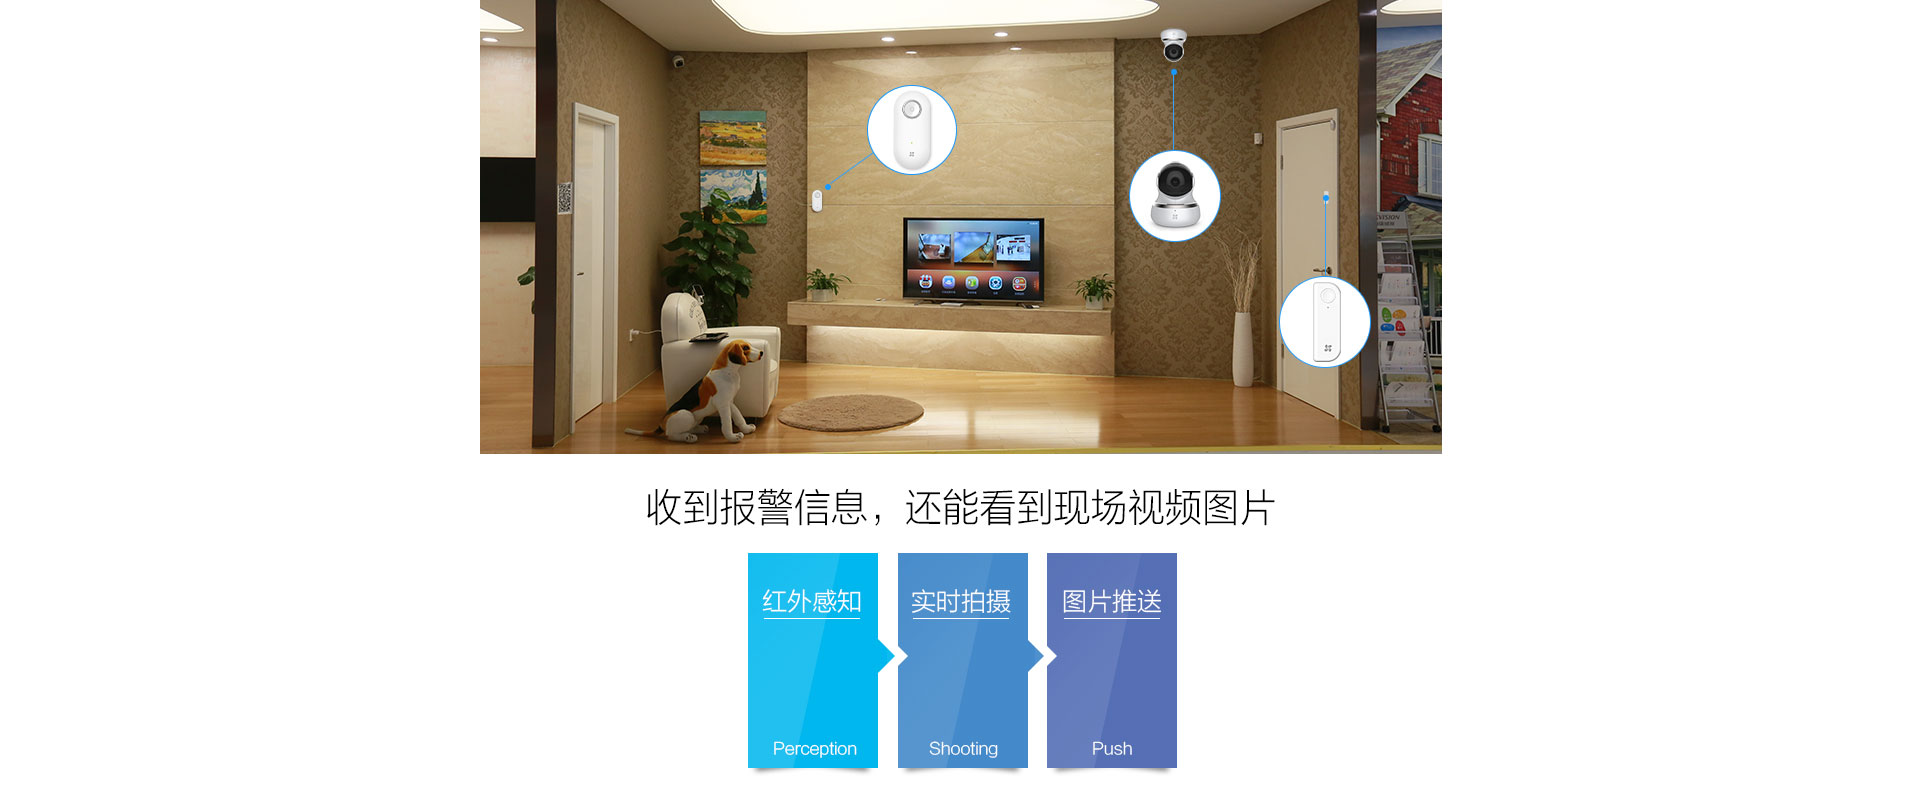 收到报警信息，还能看到现场视频图片
红外感知
实时拍摄
图片推送
Perception
Shooting
Push